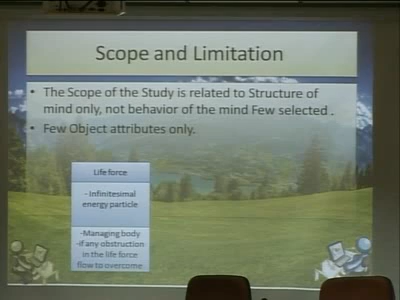 Scope and Limitation
• The Scope of the Study is related to Structure of
mind only, not behavior of the mind Few selected .
• Few Object attributes only.
Life force
- Infinitesimal
energy particle
-Managing body
-if any obstruction
in the life force
flow to overcome